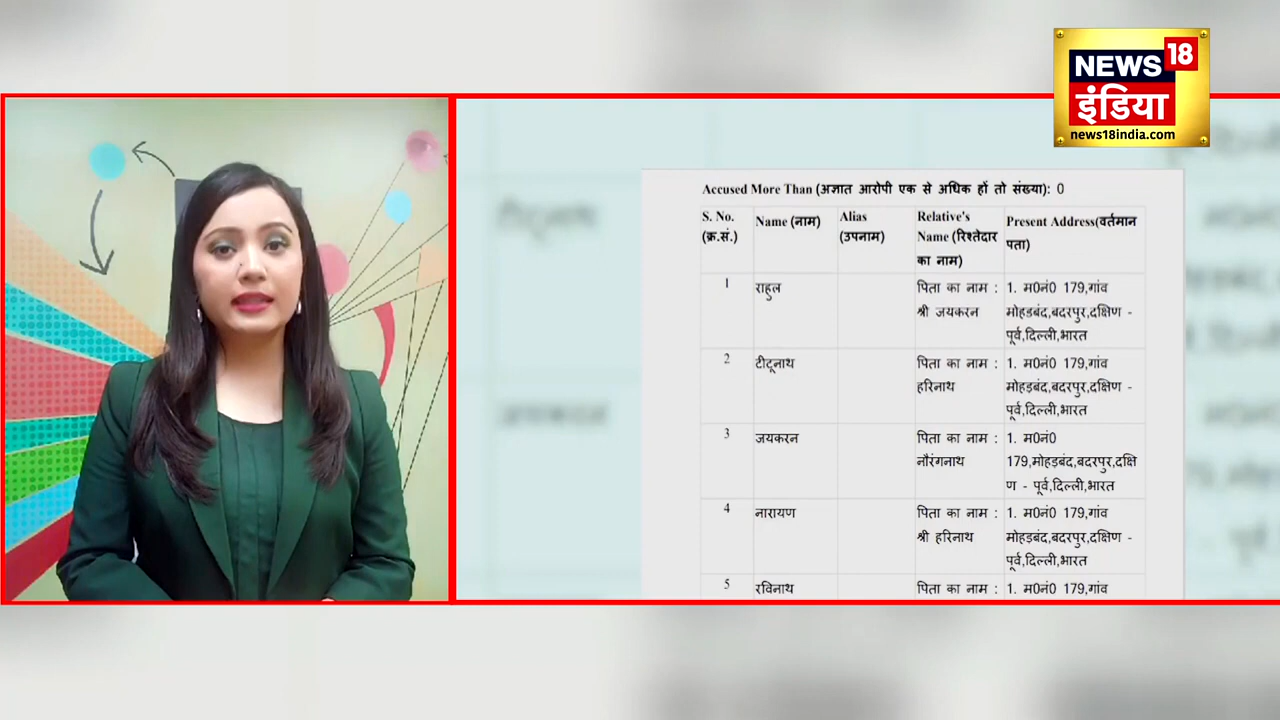 NEWS 18
इंडिया
news18india.com
Accused More Than (अज्ञात आरोपी एक से अधिक हों तो संख्या): 0
S. No. (क्र.सं.) Name (नाम) Alias (उपनाम) Relative's Name (रिश्तेदार का नाम) Present Address(वर्तमान पता)
1 राहुल पिता का नाम : श्री जयकरन 1. म0नं0 179,गांव मोहड़बंद,बदरपुर,दक्षिण - पूर्व,दिल्ली,भारत
2 टीटूनाथ पिता का नाम : हरिनाथ 1. म0नं0 179,गांव मोहड़बंद,बदरपुर,दक्षिण - पूर्व,दिल्ली,भारत
3 जयकरन पिता का नाम : नौरंगनाथ 1. म0नं0 179,मोहड़बंद,बदरपुर,दक्षिण - पूर्व,दिल्ली,भारत
4 नारायण पिता का नाम : श्री हरिनाथ 1. म0नं0 179,गांव मोहड़बंद,बदरपुर,दक्षिण - पूर्व,दिल्ली,भारत
5 रविनाथ पिता का नाम : 1. म0नं0 179,गांव